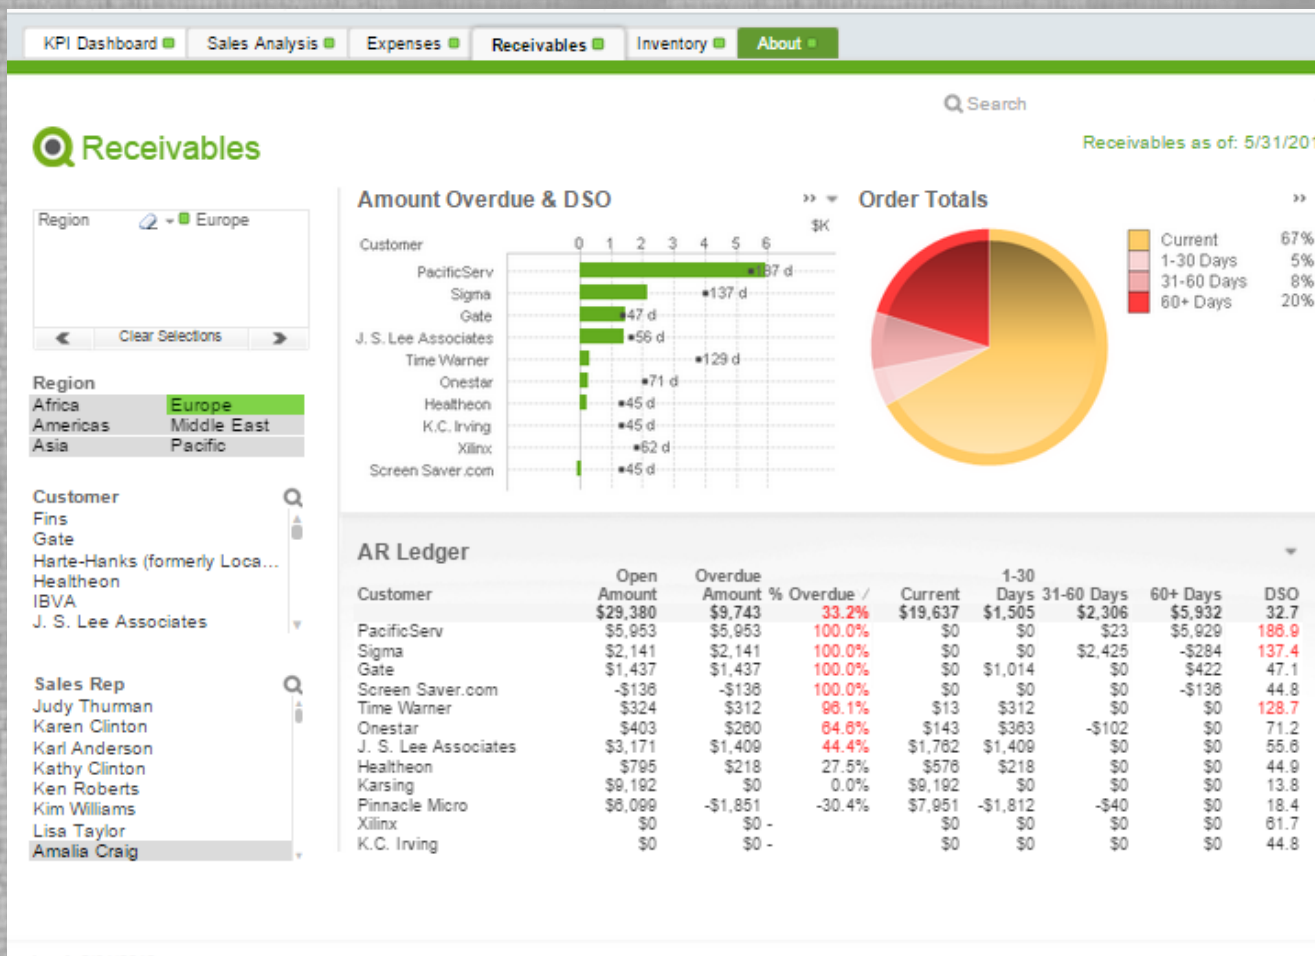 KPI Dashboard Sales Analysis Expenses Receivables Inventory About
Search
Receivables
Receivables as of: 5/31/201
Region Europe
Clear Selections
Region
Africa Europe
Americas Middle East
Asia Pacific
Customer
Fins
Gate
Harte-Hanks (formerly Loca...
Healtheon
IBVA
J. S. Lee Associates
Sales Rep
Judy Thurman
Karen Clinton
Karl Anderson
Kathy Clinton
Ken Roberts
Kim Williams
Lisa Taylor
Amalia Craig
Amount Overdue & DSO
$K
Customer 0 1 2 3 4 5 6
PacificServ 187 d
Sigma 137 d
Gate 47 d
J. S. Lee Associates 56 d
Time Warner 129 d
Onestar 71 d
Healtheon 45 d
K.C. Irving 45 d
Xilinx 62 d
Screen Saver.com 45 d
Order Totals
Current 67%
1-30 Days 5%
31-60 Days 8%
60+ Days 20%
AR Ledger
Customer Open Amount Overdue Amount % Overdue / Current 1-30 Days 31-60 Days 60+ Days DSO
$29,380 $9,743 33.2% $19,637 $1,505 $2,306 $5,932 32.7
PacificServ $5,953 $5,953 100.0% $0 $0 $23 $5,929 186.9
Sigma $2,141 $2,141 100.0% $0 $0 $2,425 -$284 137.4
Gate $1,437 $1,437 100.0% $0 $1,014 $0 $422 47.1
Screen Saver.com -$136 -$136 100.0% $0 $0 $0 -$136 44.8
Time Warner $324 $312 96.1% $13 $312 $0 $0 128.7
Onestar $403 $260 64.6% $143 $363 -$102 $0 71.2
J. S. Lee Associates $3,171 $1,409 44.4% $1,762 $1,409 $0 $0 55.6
Healtheon $795 $218 27.5% $576 $218 $0 $0 44.9
Karsing $9,192 $0 0.0% $9,192 $0 $0 $0 13.8
Pinnacle Micro $6,099 -$1,851 -30.4% $7,951 -$1,812 -$40 $0 18.4
Xilinx $0 $0 - $0 $0 $0 $0 61.7
K.C. Irving $0 $0 - $0 $0 $0 $0 44.8